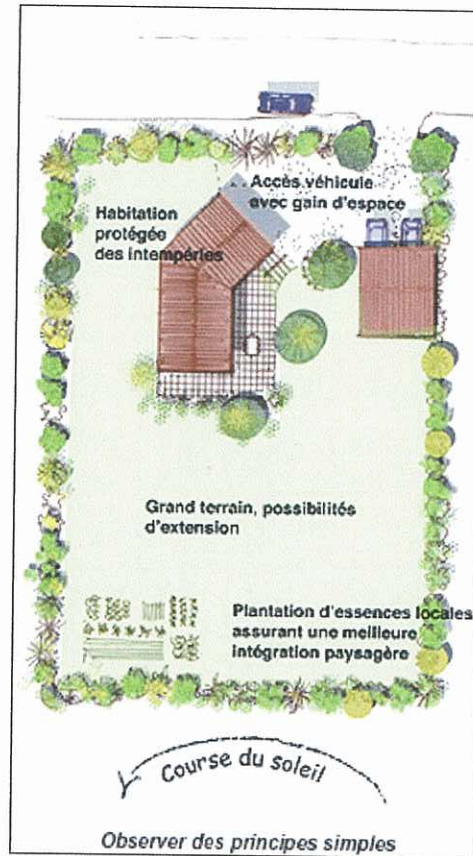 Accès véhicule
avec gain d'espace
Habitation
protégée
des intempéries
Grand terrain, possibilités
d'extension
Plantation d'essences locales
assurant une meilleure
intégration paysagère
Course du soleil
Observer des principes simples